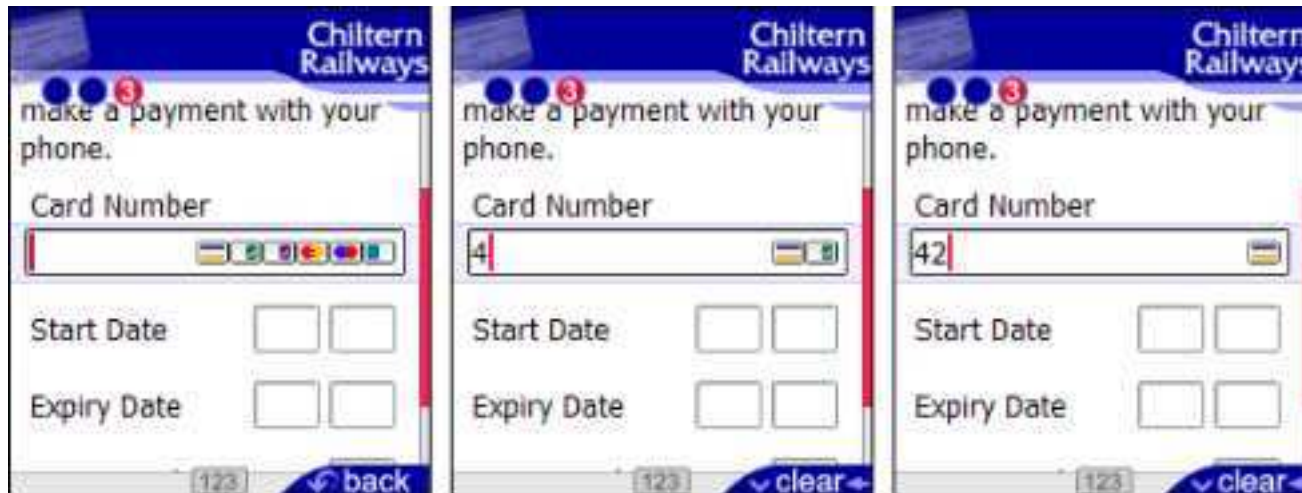 Chiltern
Railways
3
make a payment with your
phone.
Card Number
Start Date
Expiry Date
123
back
Chiltern
Railways
3
make a payment with your
phone.
Card Number
4
Start Date
Expiry Date
123
clear
Chiltern
Railways
3
make a payment with your
phone.
Card Number
42
Start Date
Expiry Date
123
clear